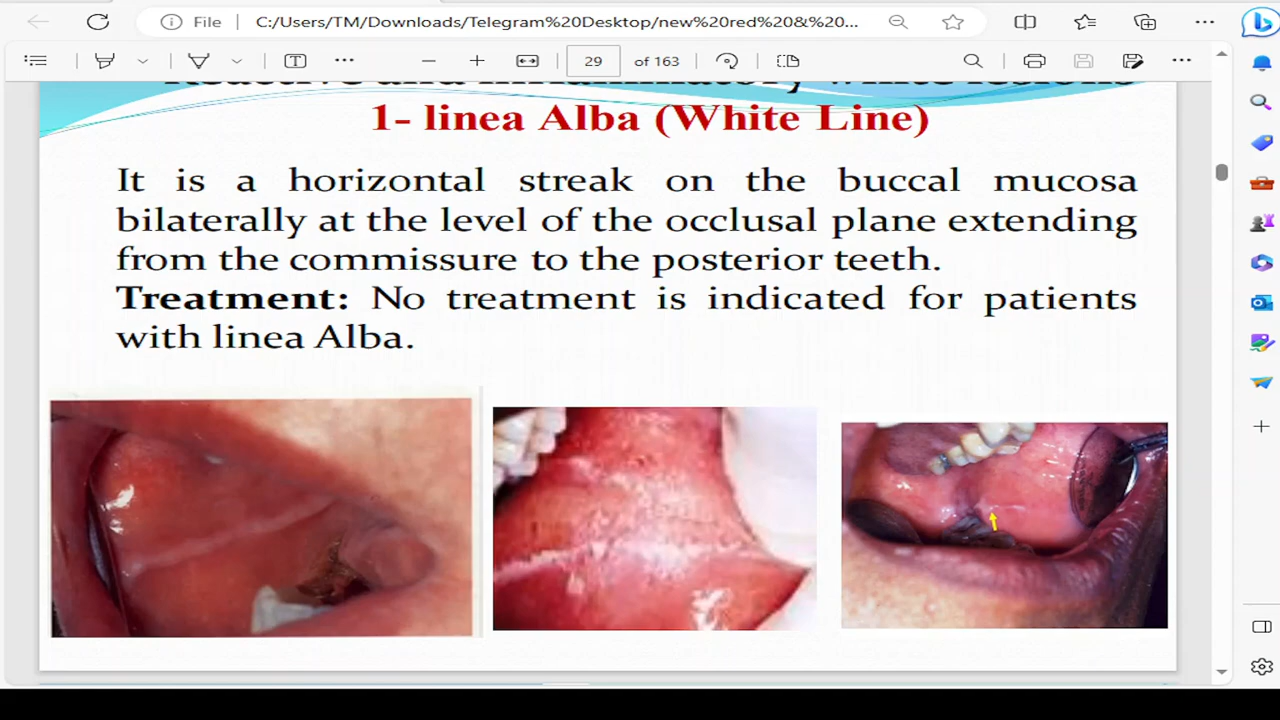 File
C:/Users/TM/Downloads/Telegram%20Desktop/new%20red%20&%20...
29 of 163
1- linea Alba (White Line)
It is a horizontal streak on the buccal mucosa
bilaterally at the level of the occlusal plane extending
from the commissure to the posterior teeth.
Treatment: No treatment is indicated for patients
with linea Alba.